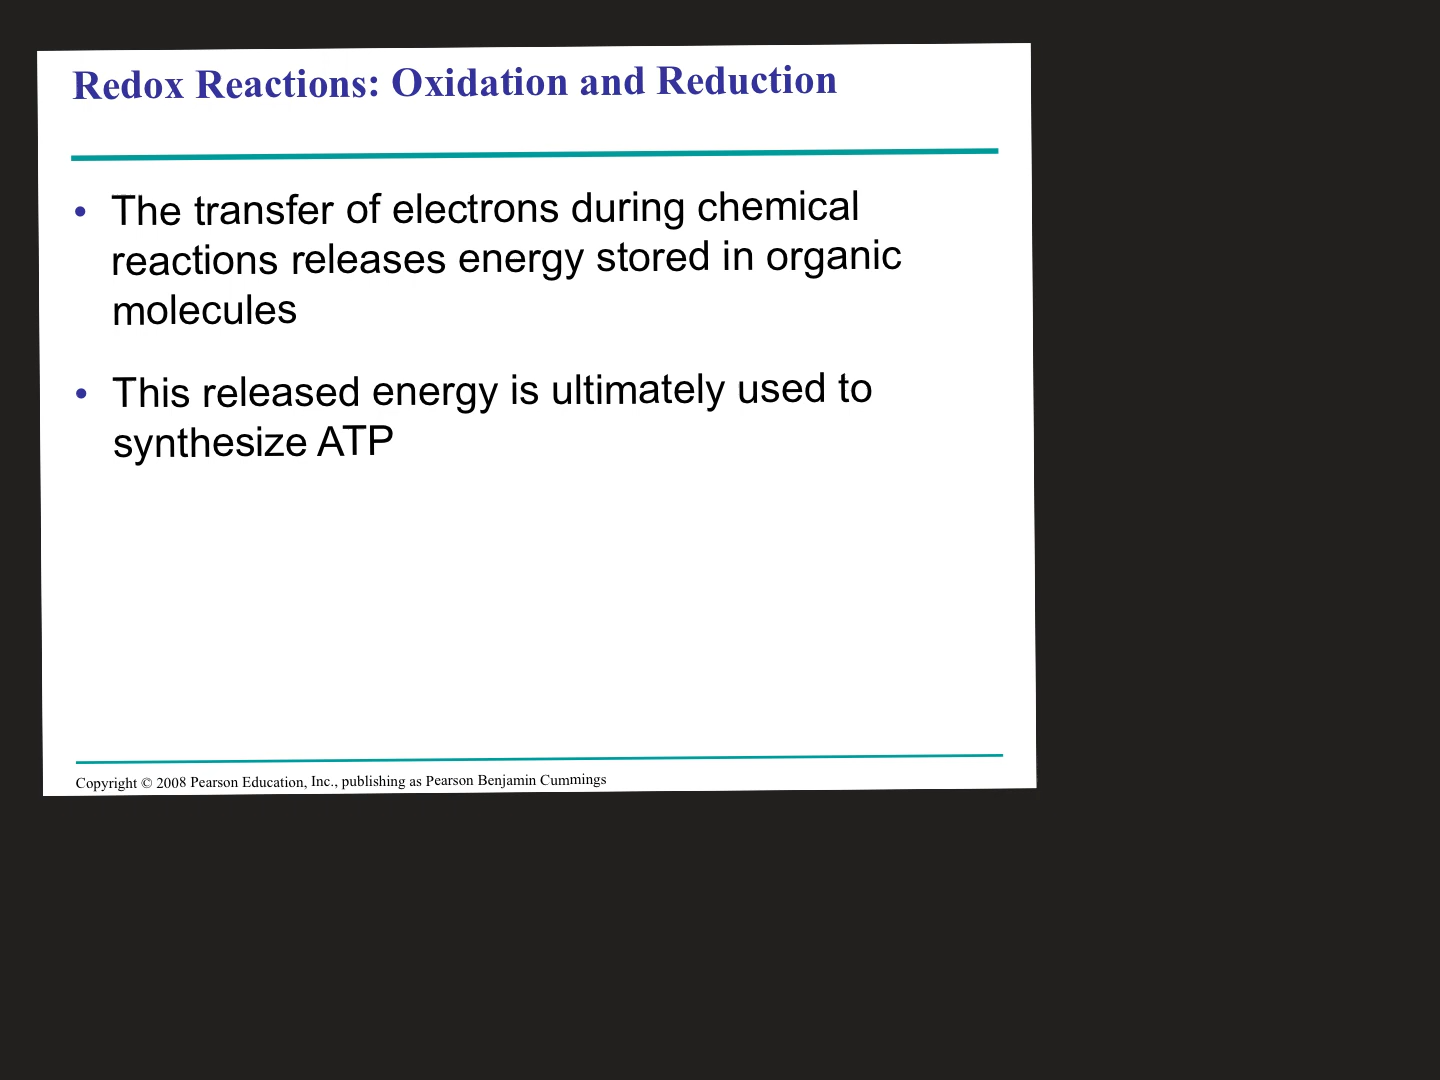 Redox Reactions: Oxidation and Reduction
• The transfer of electrons during chemical
reactions releases energy stored in organic
molecules
• This released energy is ultimately used to
synthesize ATP
Copyright © 2008 Pearson Education, Inc., publishing as Pearson Benjamin Cummings